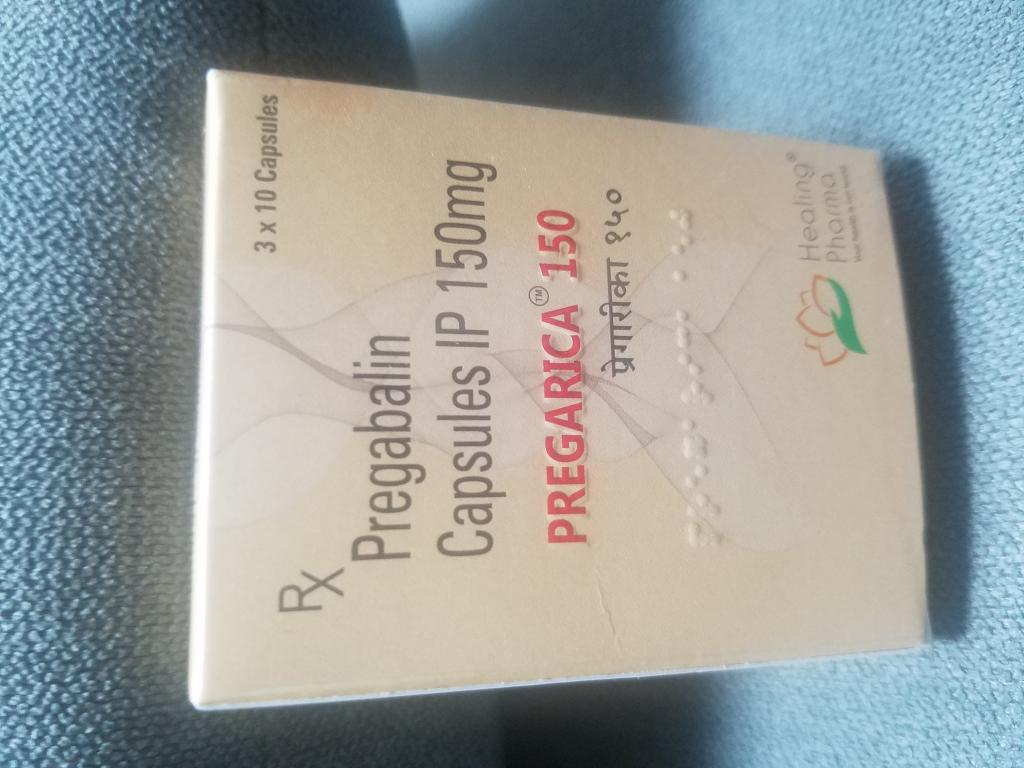 3 x 10 Capsules
Rx
Pregabalin
Capsules IP 150mg
PREGARICA™ 150
प्रेगारीका १५०
Healing®
Pharma